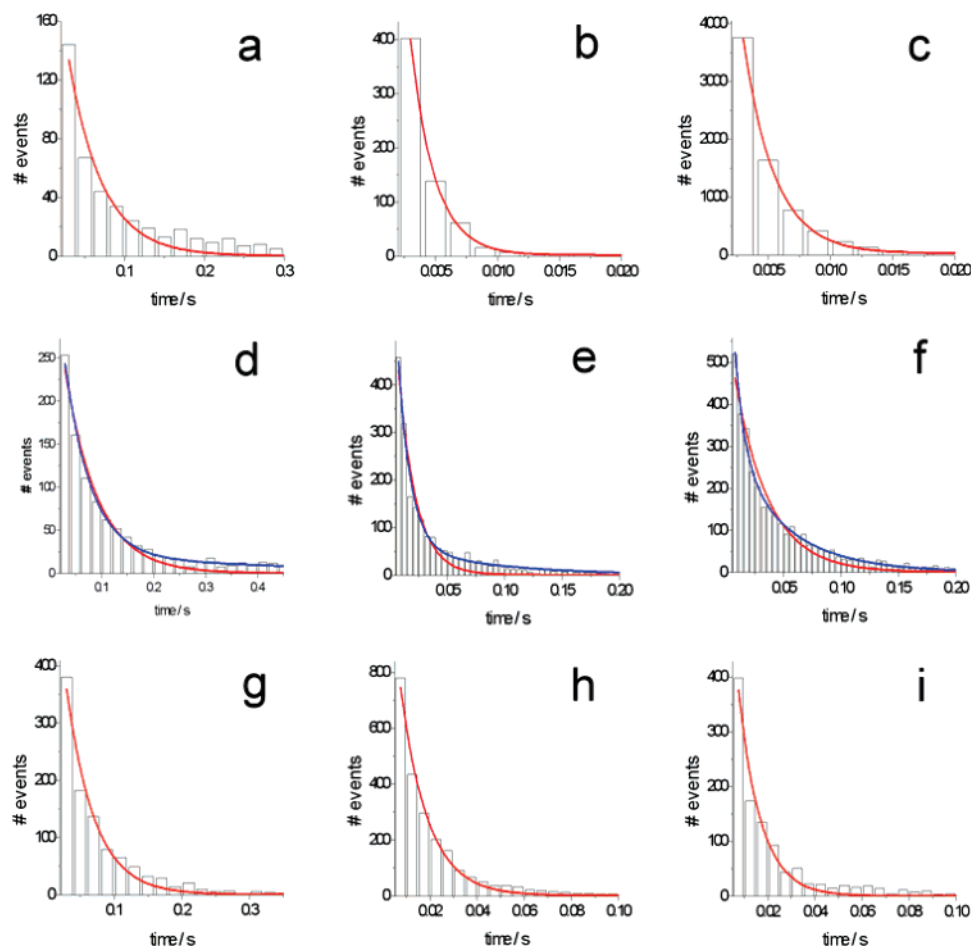 a
# events
160
120
80
40
0
0.1 0.2 0.3
time / s
b
# events
400
300
200
100
0
0.005 0.010 0.015 0.020
time / s
c
# events
4000
3000
2000
1000
0
0.005 0.010 0.015 0.020
time / s
d
# events
250
200
150
100
50
0
0.1 0.2 0.3 0.4
time / s
e
# events
400
300
200
100
0
0.05 0.10 0.15 0.20
time / s
f
# events
500
400
300
200
100
0
0.05 0.10 0.15 0.20
time / s
g
# events
400
300
200
100
0
0.1 0.2 0.3
time / s
h
# events
800
600
400
200
0
0.02 0.04 0.06 0.08 0.10
time / s
i
# events
400
300
200
100
0
0.02 0.04 0.06 0.08 0.10
time / s